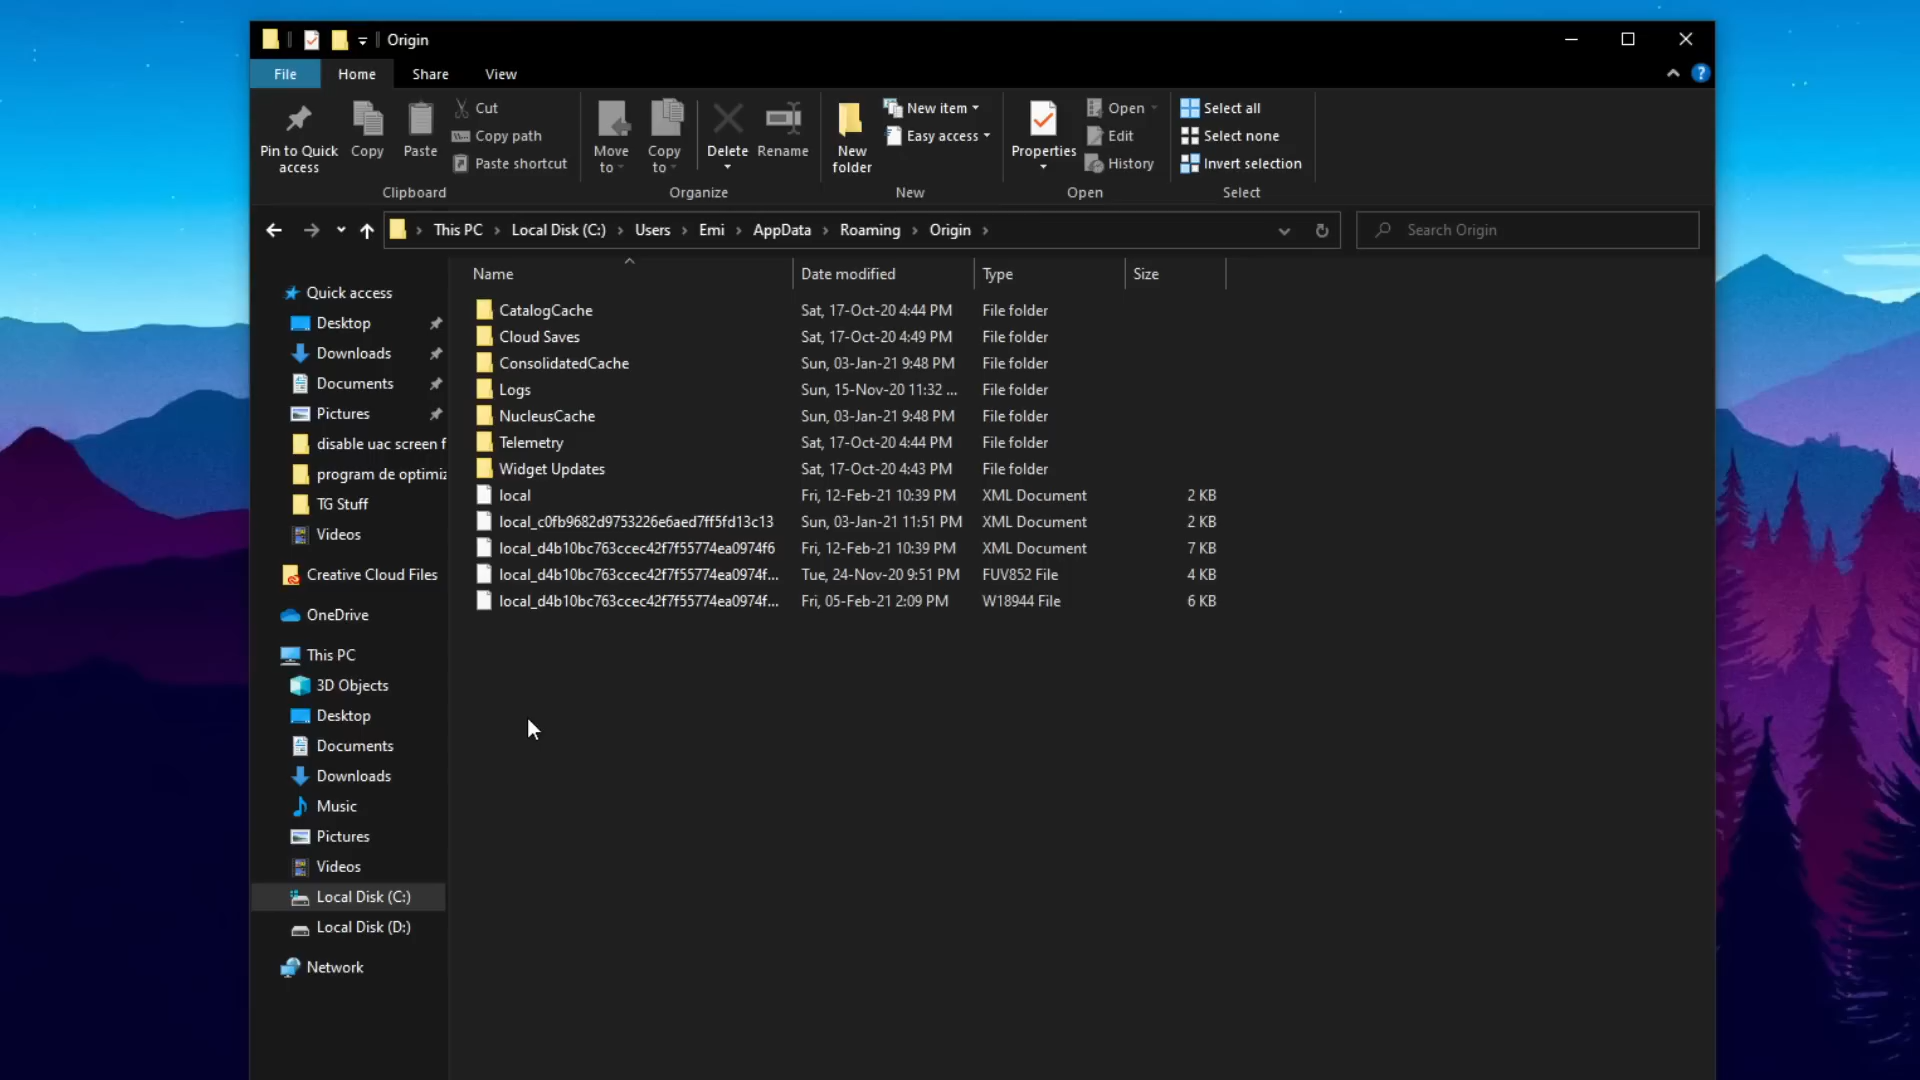 Origin
File Home Share View
Pin to Quick access
Copy
Paste
Cut
Copy path
Paste shortcut
Clipboard
Move to
Copy to
Delete
Rename
Organize
New folder
New item
Easy access
New
Properties
Open
Edit
History
Open
Select all
Select none
Invert selection
Select
This PC Local Disk (C:) Users Emi AppData Roaming Origin
Search Origin
Quick access
Desktop
Downloads
Documents
Pictures
disable uac screen f
program de optimiz
TG Stuff
Videos
Creative Cloud Files
OneDrive
This PC
3D Objects
Desktop
Documents
Downloads
Music
Pictures
Videos
Local Disk (C:)
Local Disk (D:)
Network
Name Date modified Type Size
CatalogCache Sat, 17-Oct-20 4:44 PM File folder
Cloud Saves Sat, 17-Oct-20 4:49 PM File folder
ConsolidatedCache Sun, 03-Jan-21 9:48 PM File folder
Logs Sun, 15-Nov-20 11:32 ... File folder
NucleusCache Sun, 03-Jan-21 9:48 PM File folder
Telemetry Sat, 17-Oct-20 4:44 PM File folder
Widget Updates Sat, 17-Oct-20 4:43 PM File folder
local Fri, 12-Feb-21 10:39 PM XML Document 2 KB
local_c0fb9682d9753226e6aed7ff5fd13c13 Sun, 03-Jan-21 11:51 PM XML Document 2 KB
local_d4b10bc763ccec42f7f55774ea0974f6 Fri, 12-Feb-21 10:39 PM XML Document 7 KB
local_d4b10bc763ccec42f7f55774ea0974f... Tue, 24-Nov-20 9:51 PM FUV852 File 4 KB
local_d4b10bc763ccec42f7f55774ea0974f... Fri, 05-Feb-21 2:09 PM W18944 File 6 KB